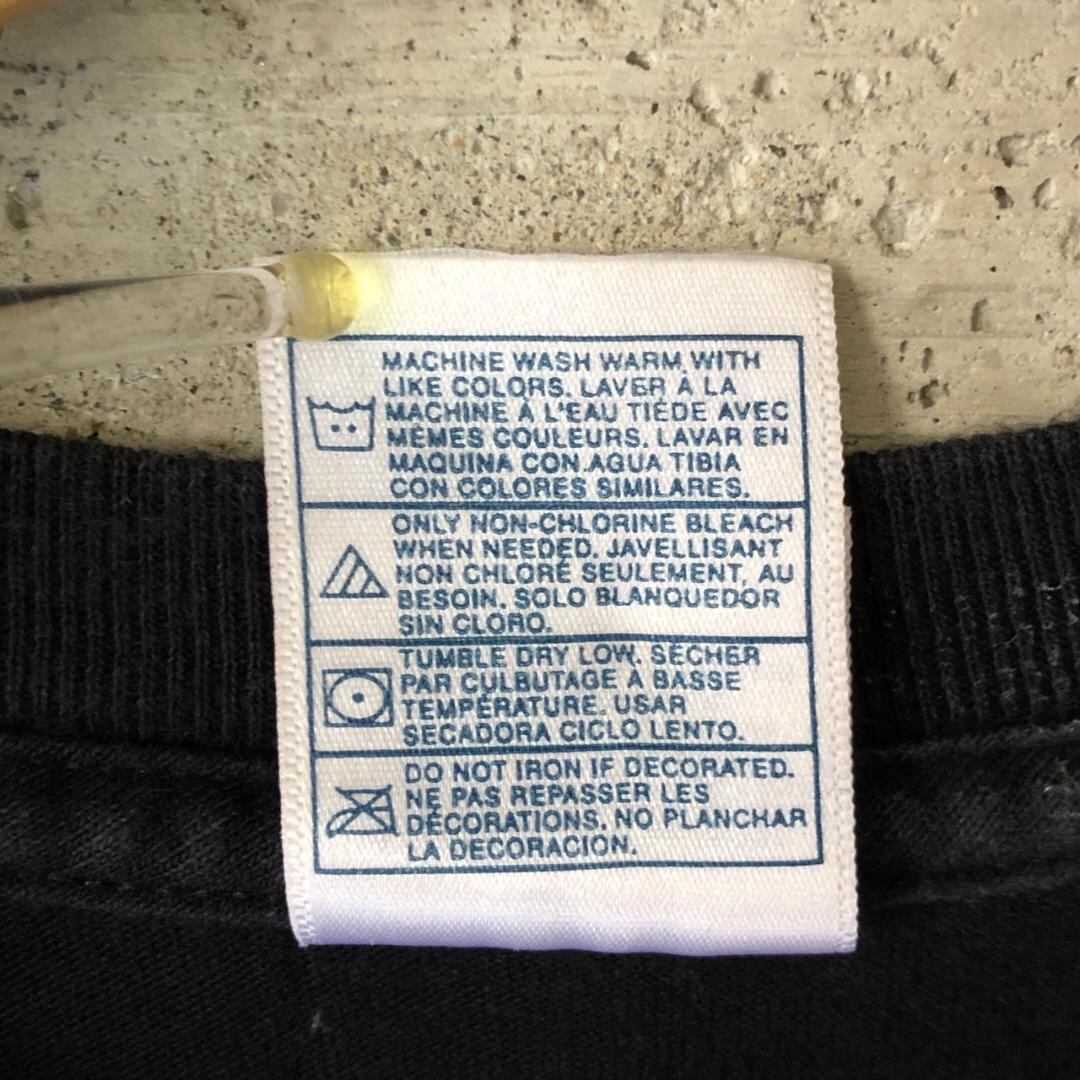 MACHINE WASH WARM WITH
LIKE COLORS. LAVER À LA
MACHINE À L'EAU TIÈDE AVEC
MÊMES COULEURS. LAVAR EN
MAQUINA CON AGUA TIBIA
CON COLORES SIMILARES.
ONLY NON-CHLORINE BLEACH
WHEN NEEDED. JAVELLISANT
NON CHLORÉ SEULEMENT, AU
BESOIN. SOLO BLANQUEDOR
SIN CLORO.
TUMBLE DRY LOW. SÉCHER
PAR CULBUTAGE À BASSE
TEMPÉRATURE. USAR
SECADORA CICLO LENTO.
DO NOT IRON IF DECORATED.
NE PAS REPASSER LES
DÉCORATIONS. NO PLANCHAR
LA DECORACION.